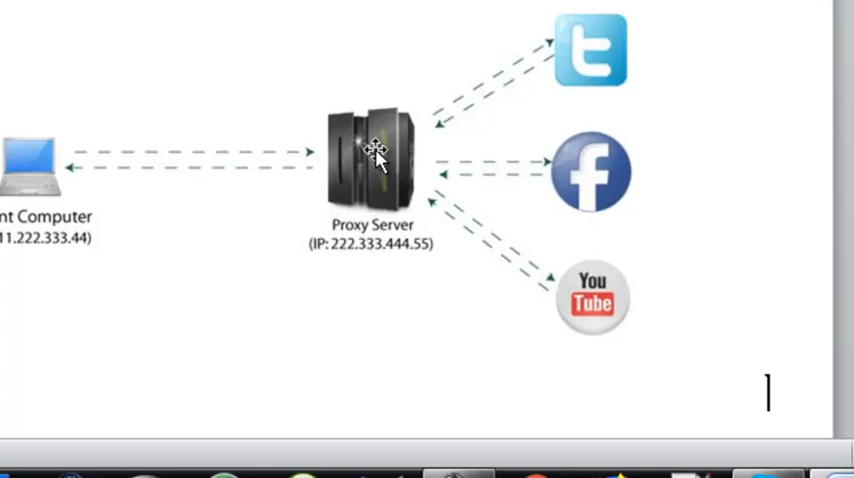 t
f
You
Tube
nt Computer
11.222.333.44)
Proxy Server
(IP: 222.333.444.55)